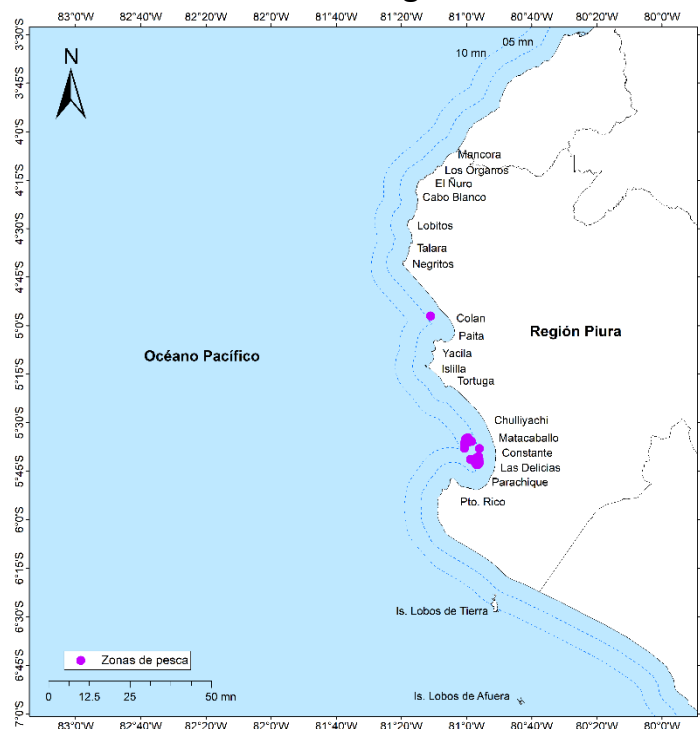 83°0'W 82°40'W 82°20'W 82°0'W 81°40'W 81°20'W 81°0'W 80°40'W 80°20'W 80°0'W
3°30'S
3°45'S
4°0'S
4°15'S
4°30'S
4°45'S
5°0'S
5°15'S
5°30'S
5°45'S
6°0'S
6°15'S
6°30'S
6°45'S
7°0'S
N
05 mn
10 mn
Mancora
Los Órganos
El Ñuro
Cabo Blanco
Lobitos
Talara
Negritos
Colan
Paita
Yacila
Islilla
Tortuga
Chulliyachi
Matacaballo
Constante
Las Delicias
Parachique
Pto. Rico
Región Piura
Océano Pacífico
Is. Lobos de Tierra
Is. Lobos de Afuera
Zonas de pesca
0 12.5 25 50 mn
83°0'W 82°40'W 82°20'W 82°0'W 81°40'W 81°20'W 81°0'W 80°40'W 80°20'W 80°0'W